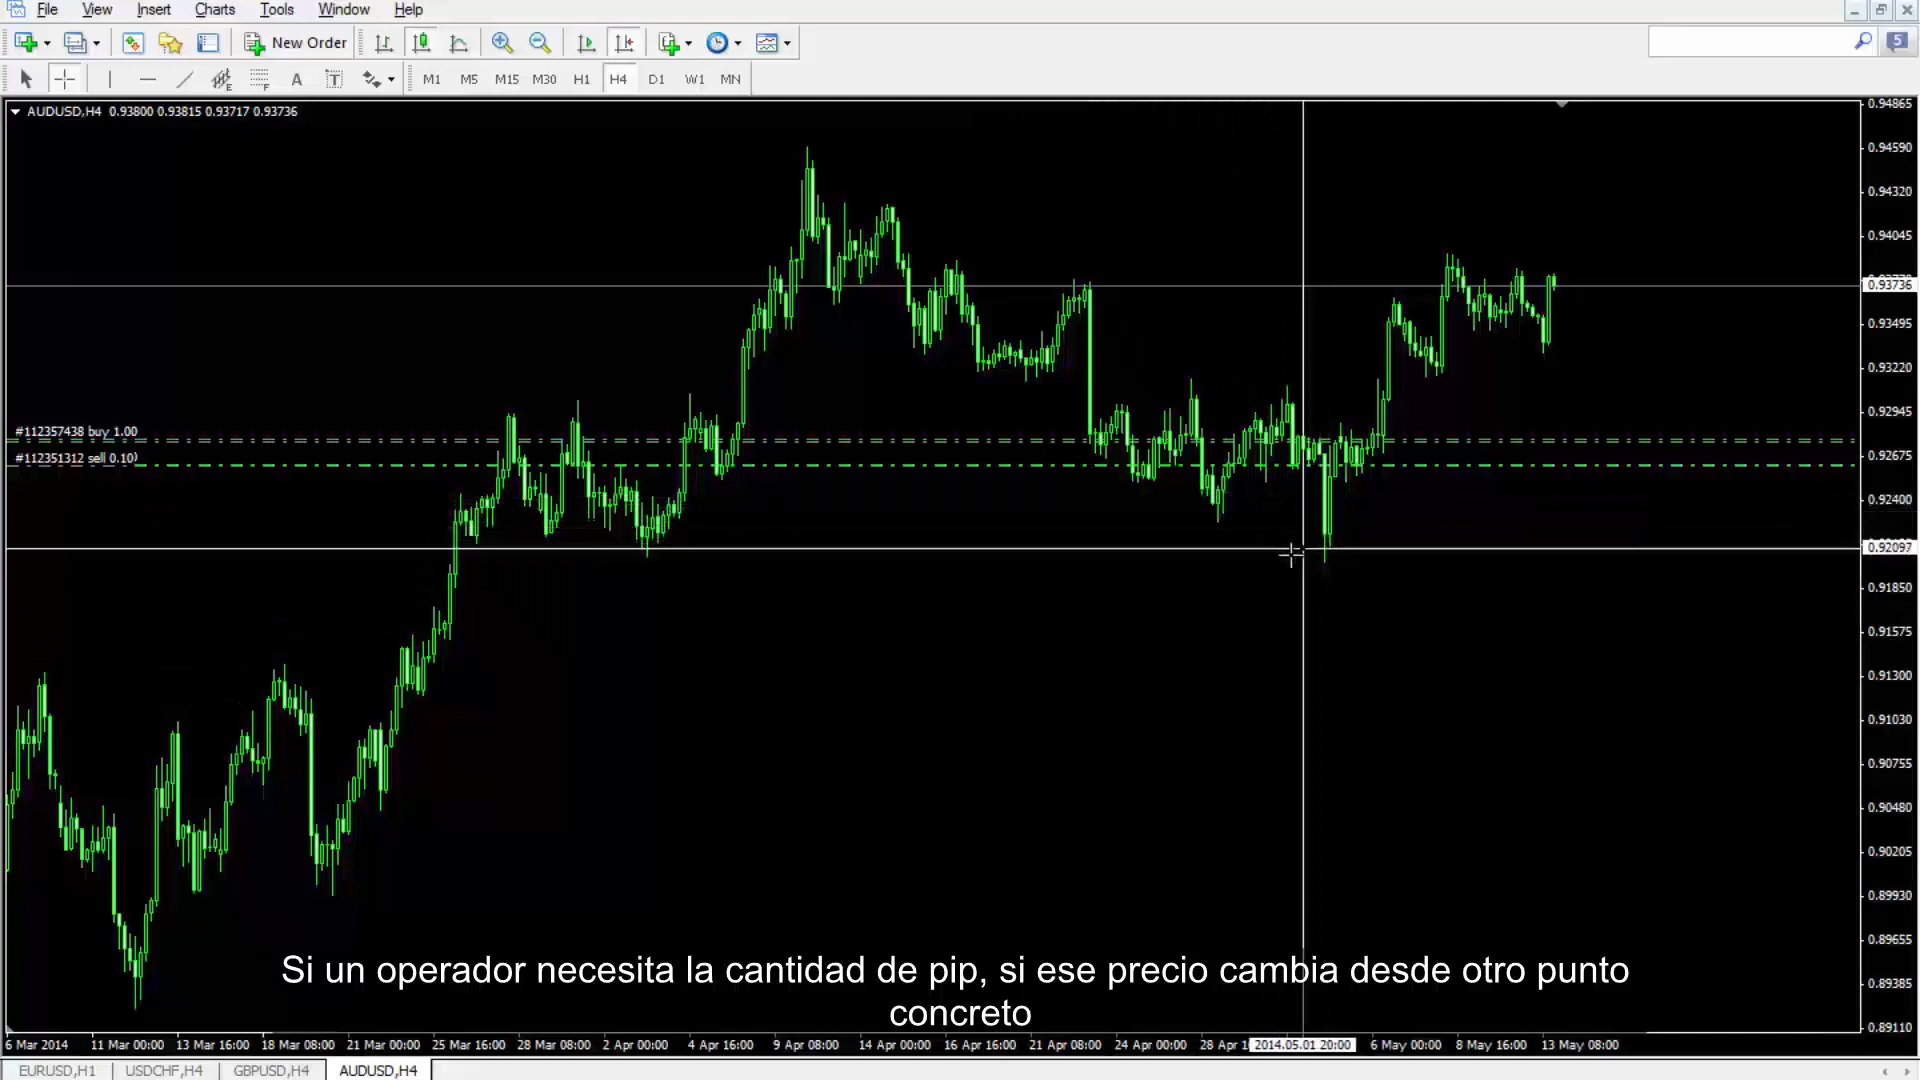 File View Insert Charts Tools Window Help
New Order 5
A T M1 M5 M15 M30 H1 H4 D1 W1 MN
AUDUSD,H4 0.93800 0.93815 0.93717 0.93736
0.94865
0.94590
0.94320
0.94045
0.93736
0.93495
0.93220
0.92945
#112357438 buy 1.00
#112351312 sell 0.10
0.92675
0.92400
0.92097
0.91850
0.91575
0.91300
0.91030
0.90755
0.90480
0.90205
0.89930
0.89655
0.89385
0.89110
Si un operador necesita la cantidad de pip, si ese precio cambia desde otro punto
concreto
6 Mar 2014 11 Mar 00:00 13 Mar 16:00 18 Mar 08:00 21 Mar 00:00 25 Mar 16:00 28 Mar 08:00 2 Apr 00:00 4 Apr 16:00 9 Apr 08:00 14 Apr 00:00 16 Apr 16:00 21 Apr 08:00 24 Apr 00:00 28 Apr 2014.05.01 20:00 6 May 00:00 8 May 16:00 13 May 08:00
EURUSD,H1 USDCHF,H4 GBPUSD,H4 AUDUSD,H4